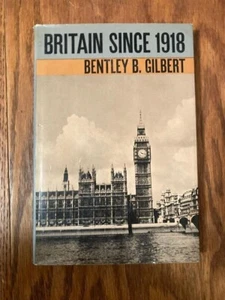 BRITAIN SINCE 1918
BENTLEY B. GILBERT